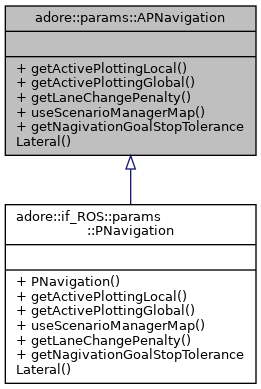 adore::params::APNavigation
+ getActivePlottingLocal()
+ getActivePlottingGlobal()
+ getLaneChangePenalty()
+ useScenarioManagerMap()
+ getNagivationGoalStopTolerance
Lateral()
adore::if_ROS::params
::PNavigation
+ PNavigation()
+ getActivePlottingLocal()
+ getActivePlottingGlobal()
+ useScenarioManagerMap()
+ getLaneChangePenalty()
+ getNagivationGoalStopTolerance
Lateral()